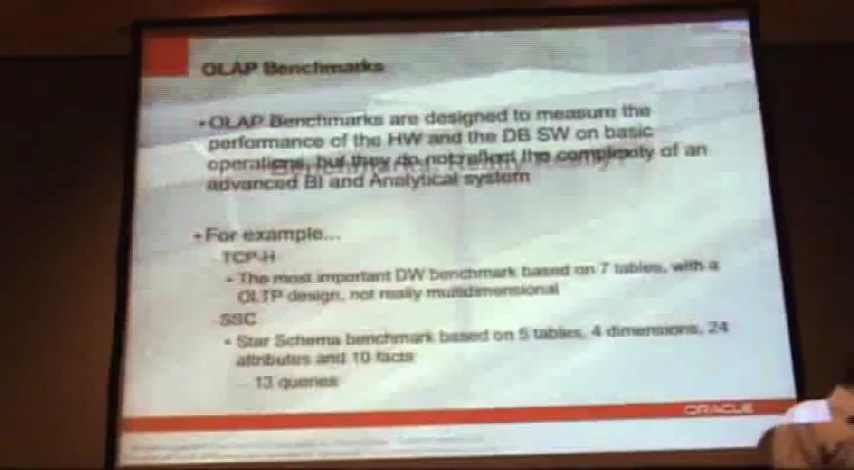 OLAP Benchmarks
• OLAP Benchmarks are designed to measure the
performance of the HW and the DB SW on basic
operations, but they do not reflect the complexity of an
advanced BI and Analytical system
• For example...
TCP-H
• The most important DW benchmark based on 7 tables, with a
OLTP design, not really multidimensional
SSC
• Star Schema benchmark based on 5 tables, 4 dimensions, 24
attributes and 10 facts
– 13 queries
ORACLE